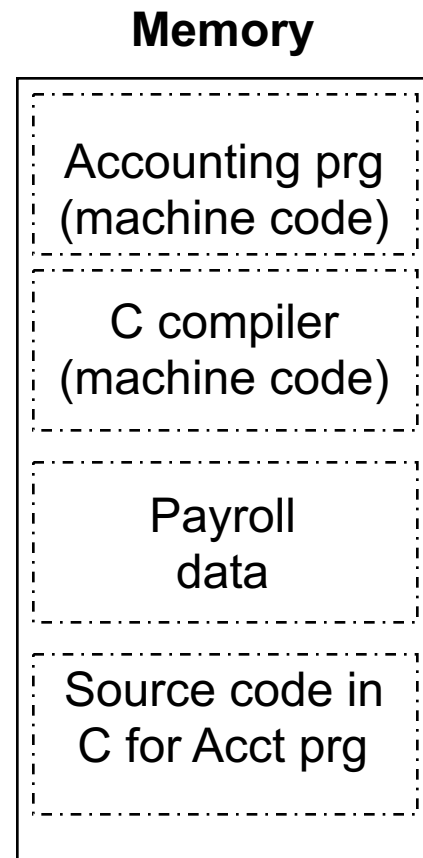 Memory
Accounting prg
(machine code)
C compiler
(machine code)
Payroll
data
Source code in
C for Acct prg